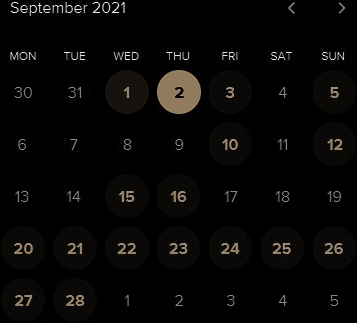 September 2021
MON TUE WED THU FRI SAT SUN
30 31 1 2 3 4 5
6 7 8 9 10 11 12
13 14 15 16 17 18 19
20 21 22 23 24 25 26
27 28 1 2 3 4 5